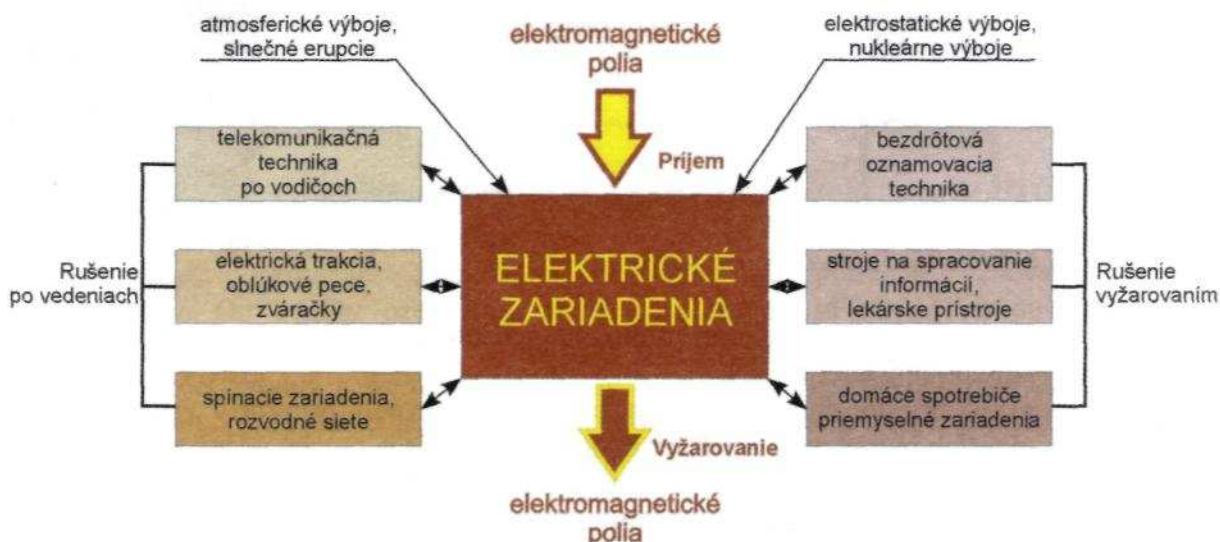 atmosferické výboje,
slnečné erupcie
elektromagnetické
polia
elektrostatické výboje,
nukleárne výboje
Príjem
telekomunikačná
technika
po vodičoch
bezdrôtová
oznamovacia
technika
Rušenie
po vedeniach
elektrická trakcia,
oblúkové pece,
zváračky
ELEKTRICKÉ
ZARIADENIA
stroje na spracovanie
informácií,
lekárske prístroje
Rušenie
vyžarovaním
spínacie zariadenia,
rozvodné siete
domáce spotrebiče
priemyselné zariadenia
Vyžarovanie
elektromagnetické
polia